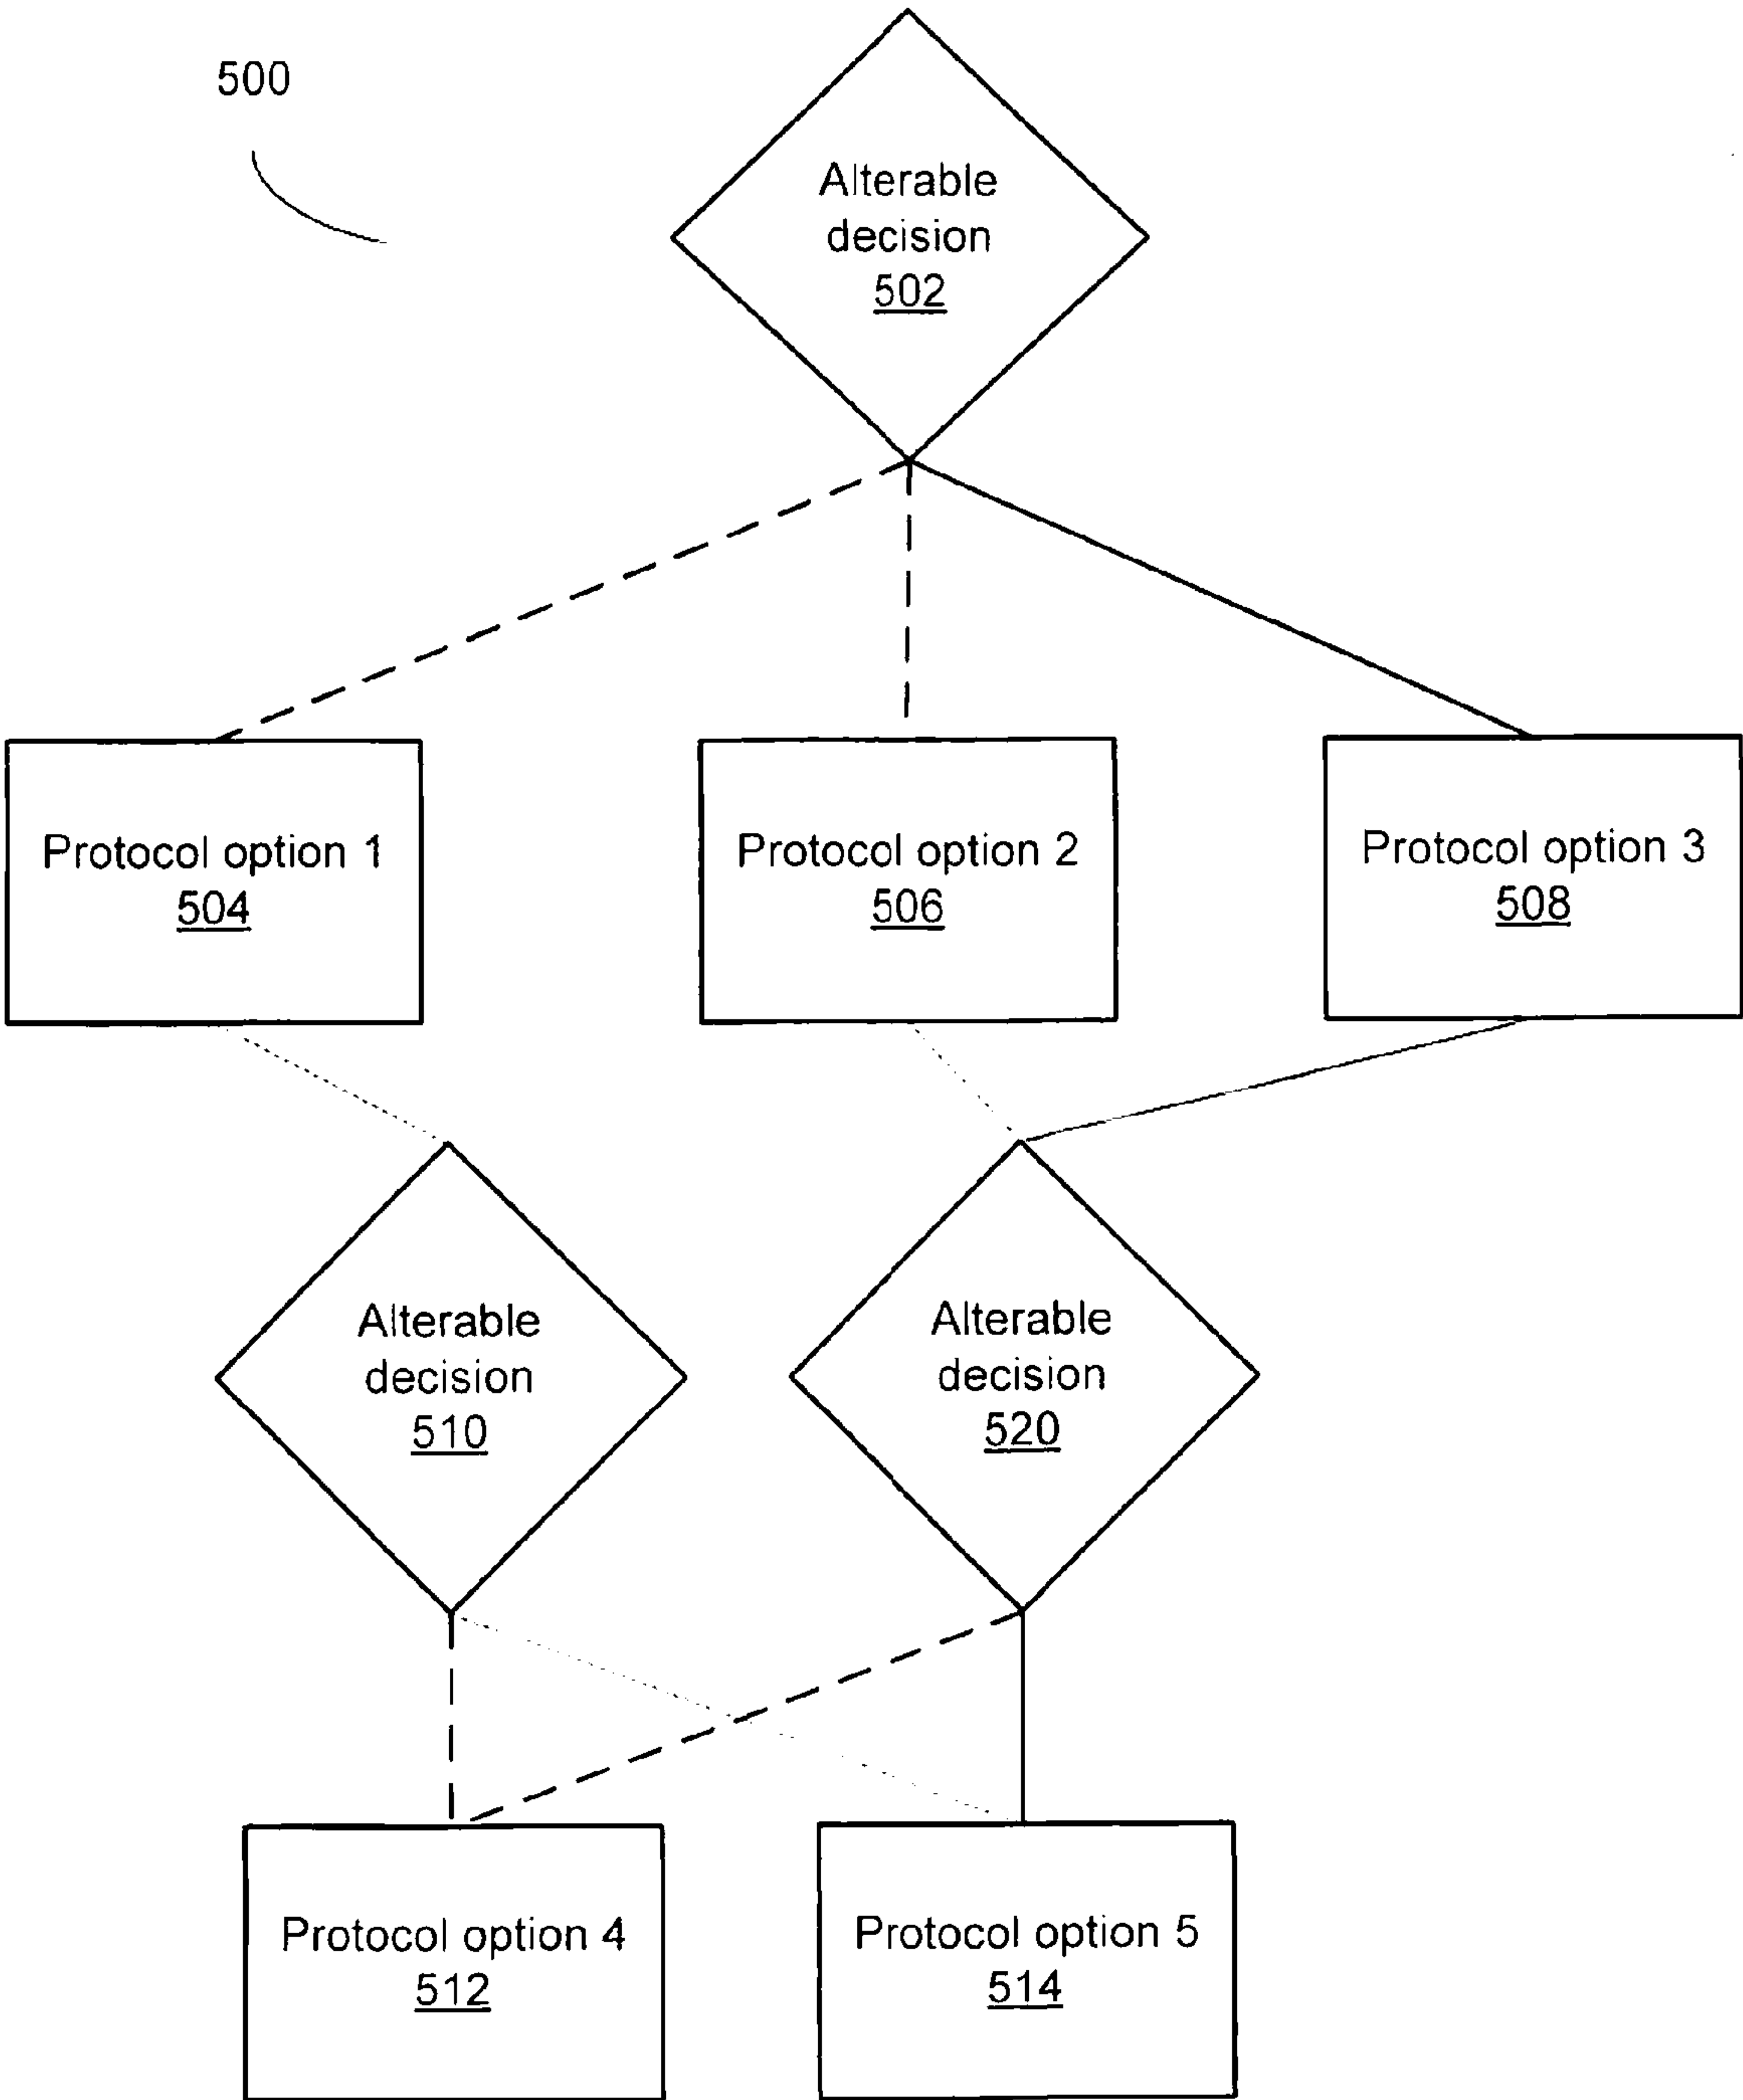 500
Alterable
decision
502
Protocol option 1
504
Protocol option 2
506
Protocol option 3
508
Alterable
decision
510
Alterable
decision
520
Protocol option 4
512
Protocol option 5
514